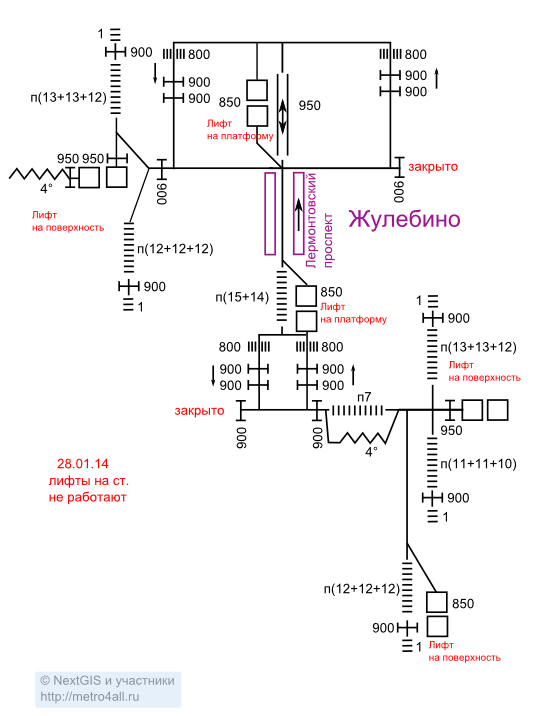 1
900
800
800
900
900
900
900
п(13+13+12)
850
950
Лифт
на платформу
950 950
4°
900
закрыто
900
Лифт
на поверхность
Лермонтовский
проспект
Жулебино
п(12+12+12)
900
1
850
п(15+14)
Лифт
на платформу
1
900
800
800
п(13+13+12)
900
900
900
900
Лифт
на поверхность
п7
закрыто
900
900
4°
950
п(11+11+10)
28.01.14
лифты на ст.
не работают
900
1
п(12+12+12)
850
900
1
Лифт
на поверхность
© NextGIS и участники
http://metro4all.ru